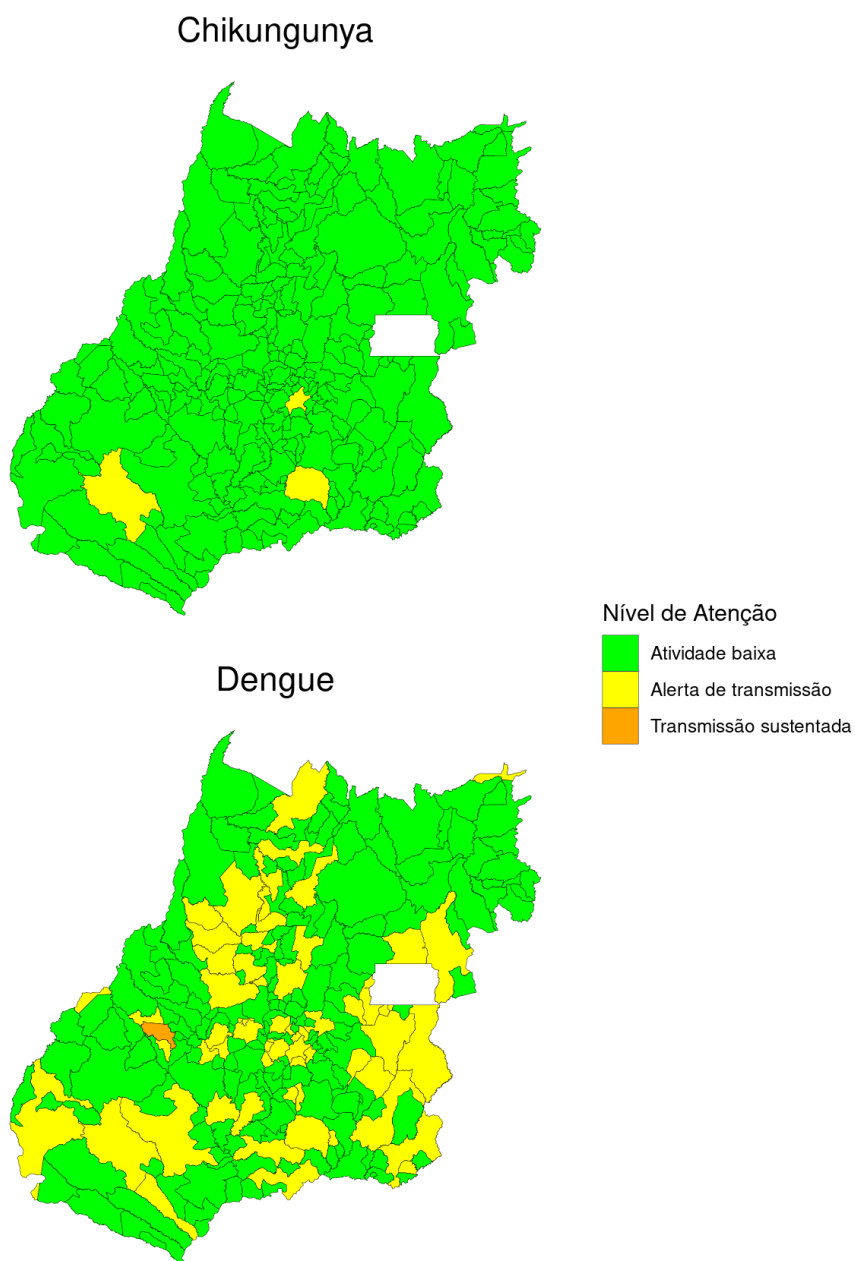 Chikungunya
Nível de Atenção
Atividade baixa
Alerta de transmissão
Transmissão sustentada
Dengue